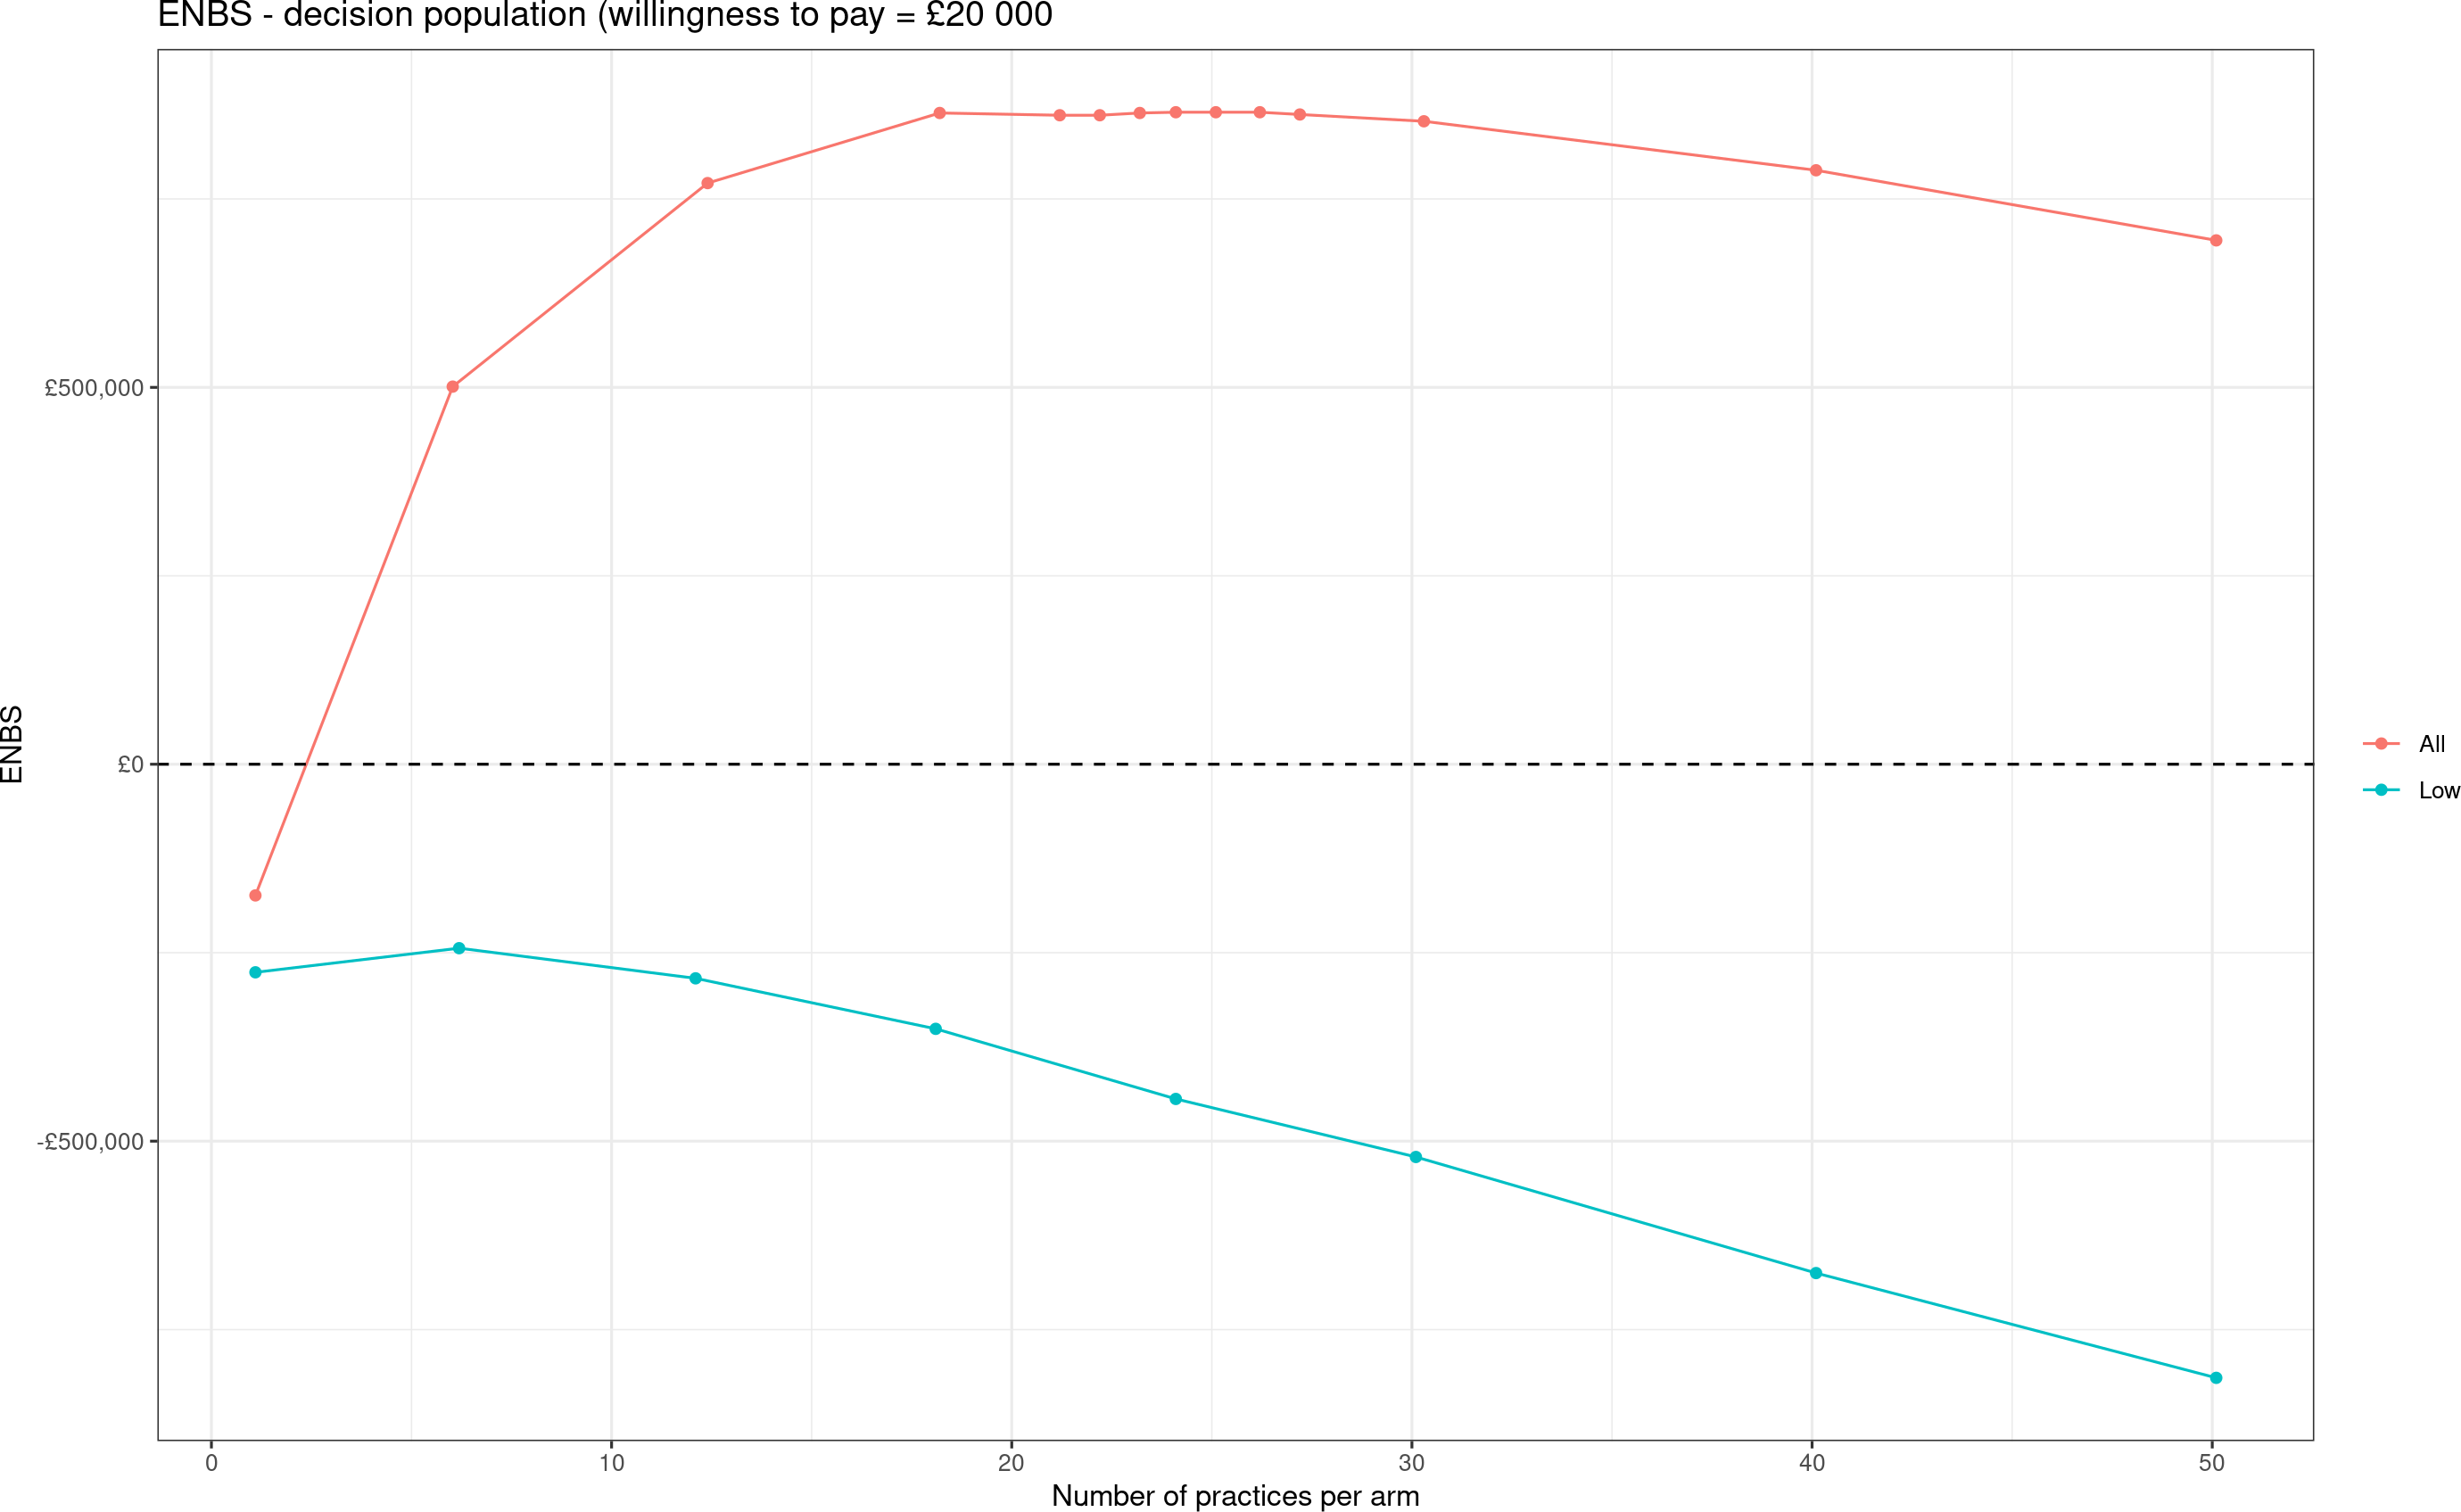 ENBS - decision population (willingness to pay = £20 000
£500,000
£0
-£500,000
ENBS
0 10 20 30 40 50
Number of practices per arm
All
Low